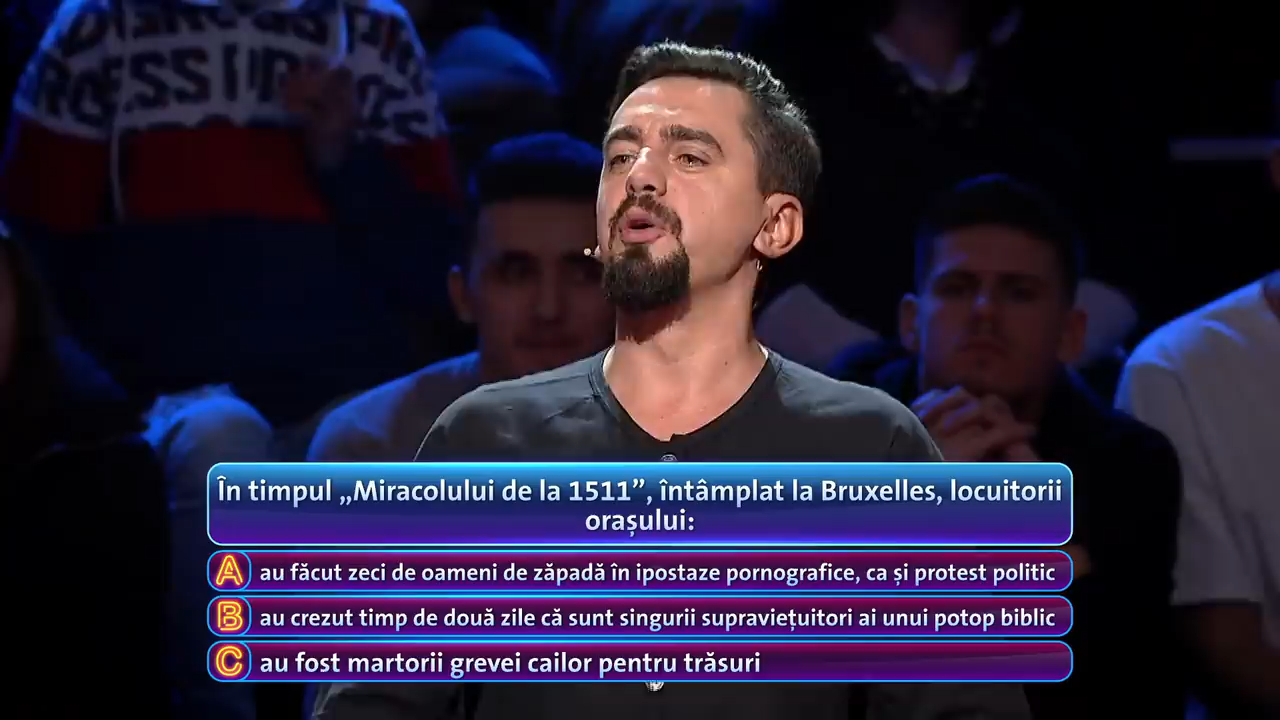 În timpul „Miracolului de la 1511”, întâmplat la Bruxelles, locuitorii
orașului:
A au făcut zeci de oameni de zăpadă în ipostaze pornografice, ca și protest politic
B au crezut timp de două zile că sunt singurii supraviețuitori ai unui potop biblic
C au fost martorii grevei cailor pentru trăsuri